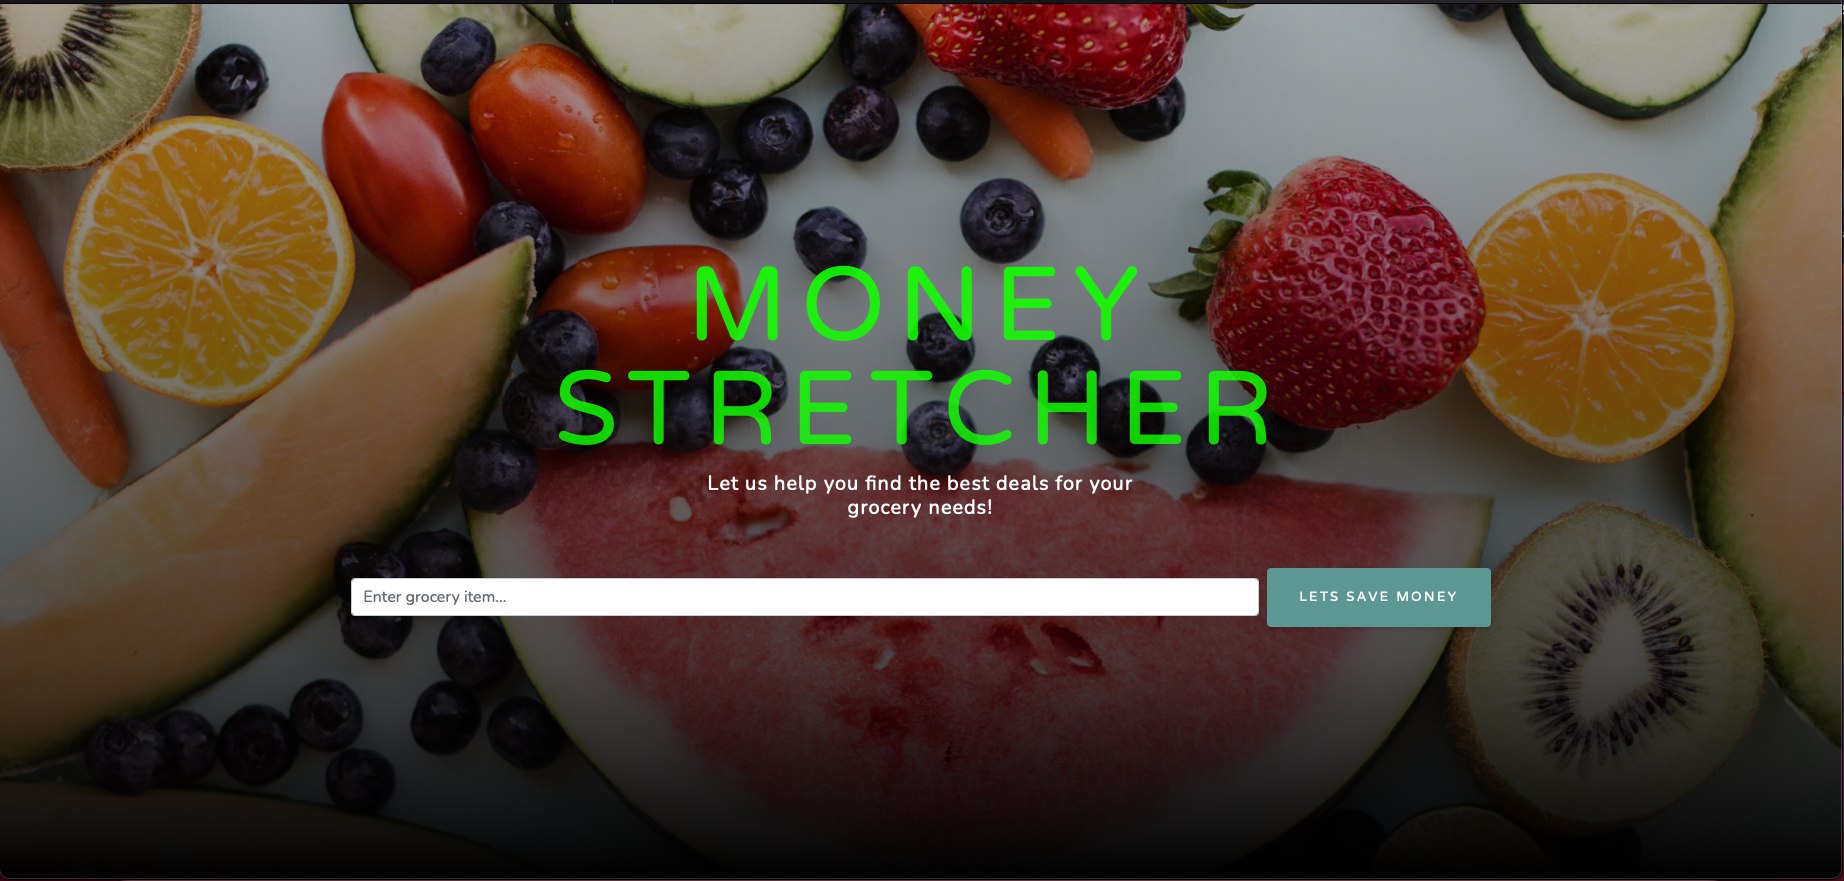 MONEY
STRETCHER
Let us help you find the best deals for your
grocery needs!
Enter grocery item...
LETS SAVE MONEY